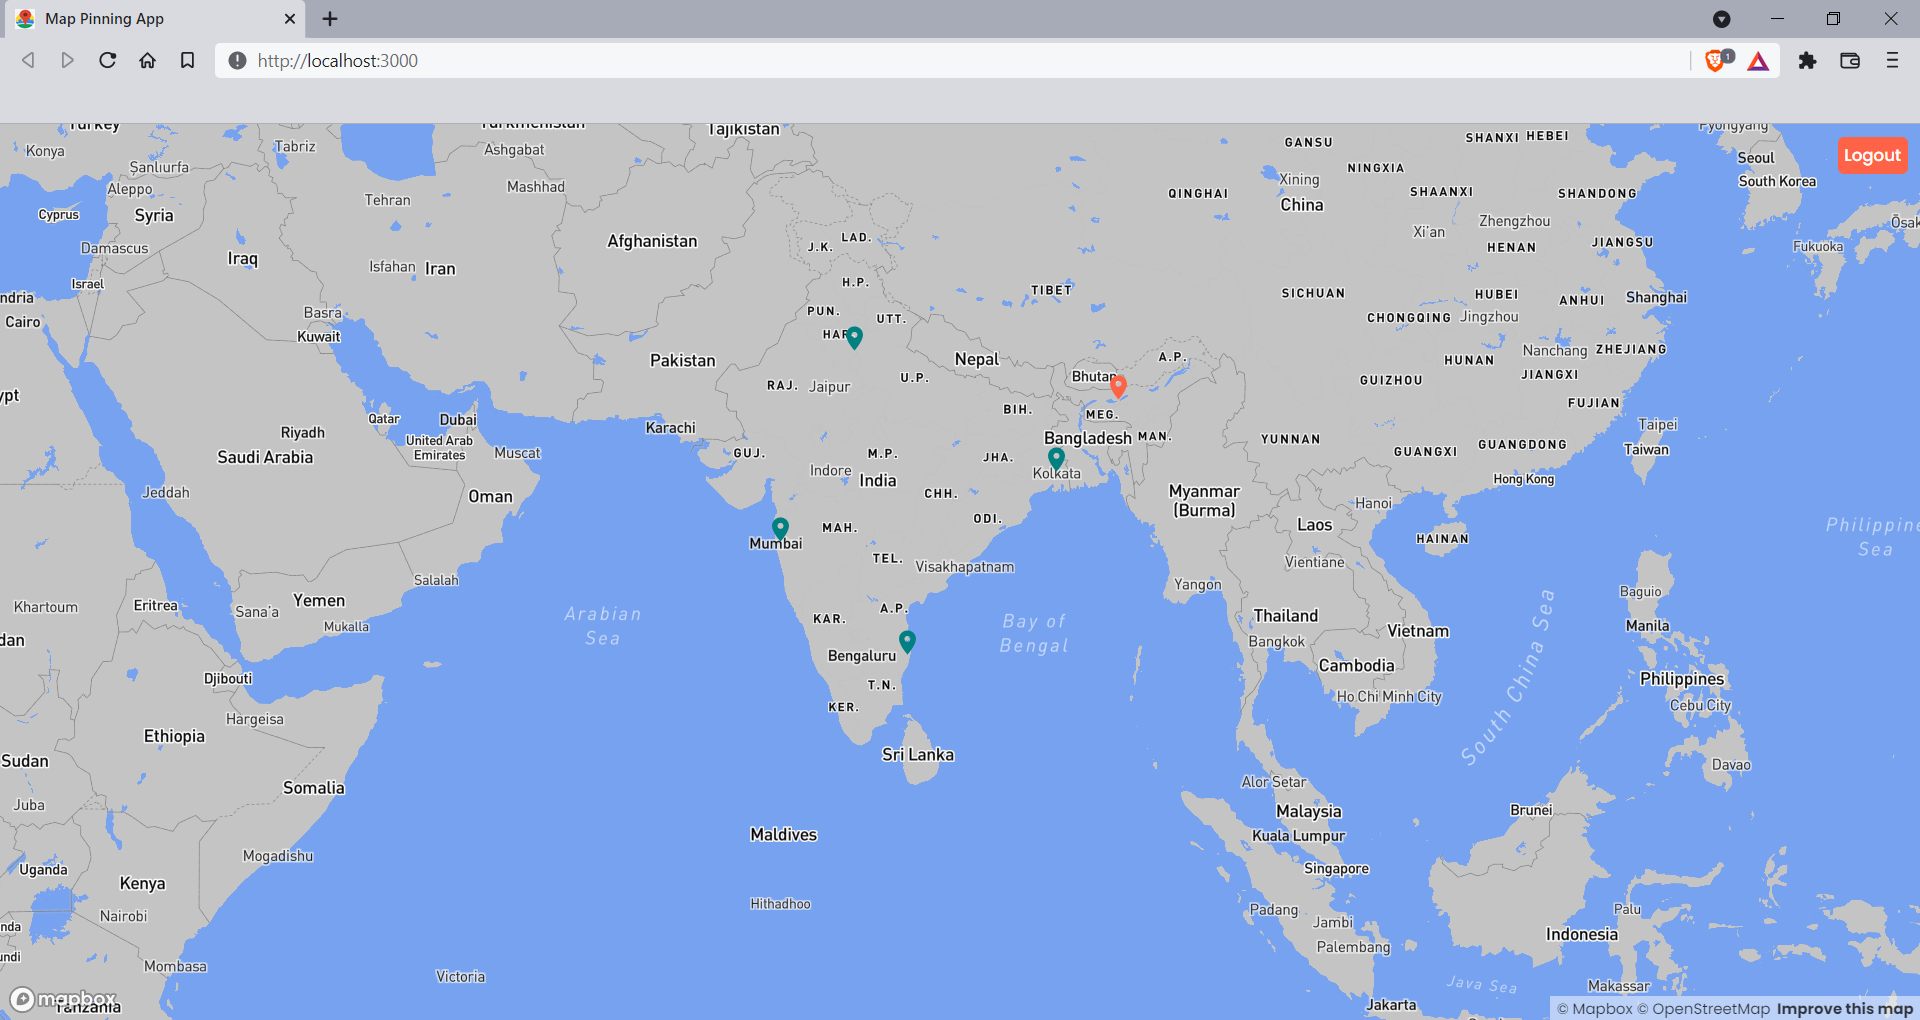 Map Pinning App
http://localhost:3000
1
Logout
Turkey
Konya
Şanlıurfa
Aleppo
Cyprus
Syria
Damascus
Israel
ndria
Cairo
Iraq
Tabriz
Tehran
Isfahan
Iran
Basra
Kuwait
Turkmenistan
Ashgabat
Mashhad
Tajikistan
Afghanistan
Pakistan
Karachi
ypt
Qatar
Dubai
United Arab
Emirates
Riyadh
Saudi Arabia
Muscat
Oman
Jeddah
Salalah
Yemen
Sana'a
Mukalla
Khartoum
Eritrea
dan
Djibouti
Hargeisa
Ethiopia
Somalia
Sudan
Juba
Uganda
Kenya
Nairobi
Mogadishu
nda
undi
Mombasa
Tanzania
Victoria
Arabian
Sea
J.K.
LAD.
H.P.
PUN.
UTT.
HAR
RAJ.
Jaipur
U.P.
Nepal
BIH.
GUJ.
M.P.
Indore
India
JHA.
CHH.
ODI.
MAH.
Mumbai
TEL.
Visakhapatnam
A.P.
KAR.
Bengaluru
T.N.
KER.
Sri Lanka
Maldives
Hithadhoo
Bay of
Bengal
TIBET
Bhutan
A.P.
MEG.
Bangladesh
MAN.
Kolkata
Myanmar
(Burma)
Yangon
GANSU
QINGHAI
Xining
China
NINGXIA
SHANXI
HEBEI
SHAANXI
SHANDONG
Zhengzhou
Xi'an
HENAN
JIANGSU
SICHUAN
HUBEI
ANHUI
Shanghai
CHONGQING
Jingzhou
HUNAN
Nanchang
ZHEJIANG
JIANGXI
GUIZHOU
FUJIAN
YUNNAN
GUANGXI
GUANGDONG
Hong Kong
Taipei
Taiwan
HAINAN
Pyongyang
Seoul
South Korea
Fukuoka
Ōsak
Hanoi
Laos
Vientiane
Thailand
Bangkok
Vietnam
Cambodia
Ho Chi Minh City
South China Sea
Philippine
Sea
Baguio
Manila
Philippines
Cebu City
Davao
Alor Setar
Malaysia
Kuala Lumpur
Singapore
Brunei
Padang
Jambi
Palembang
Palu
Indonesia
Java Sea
Makassar
Jakarta
mapbox
© Mapbox © OpenStreetMap Improve this map